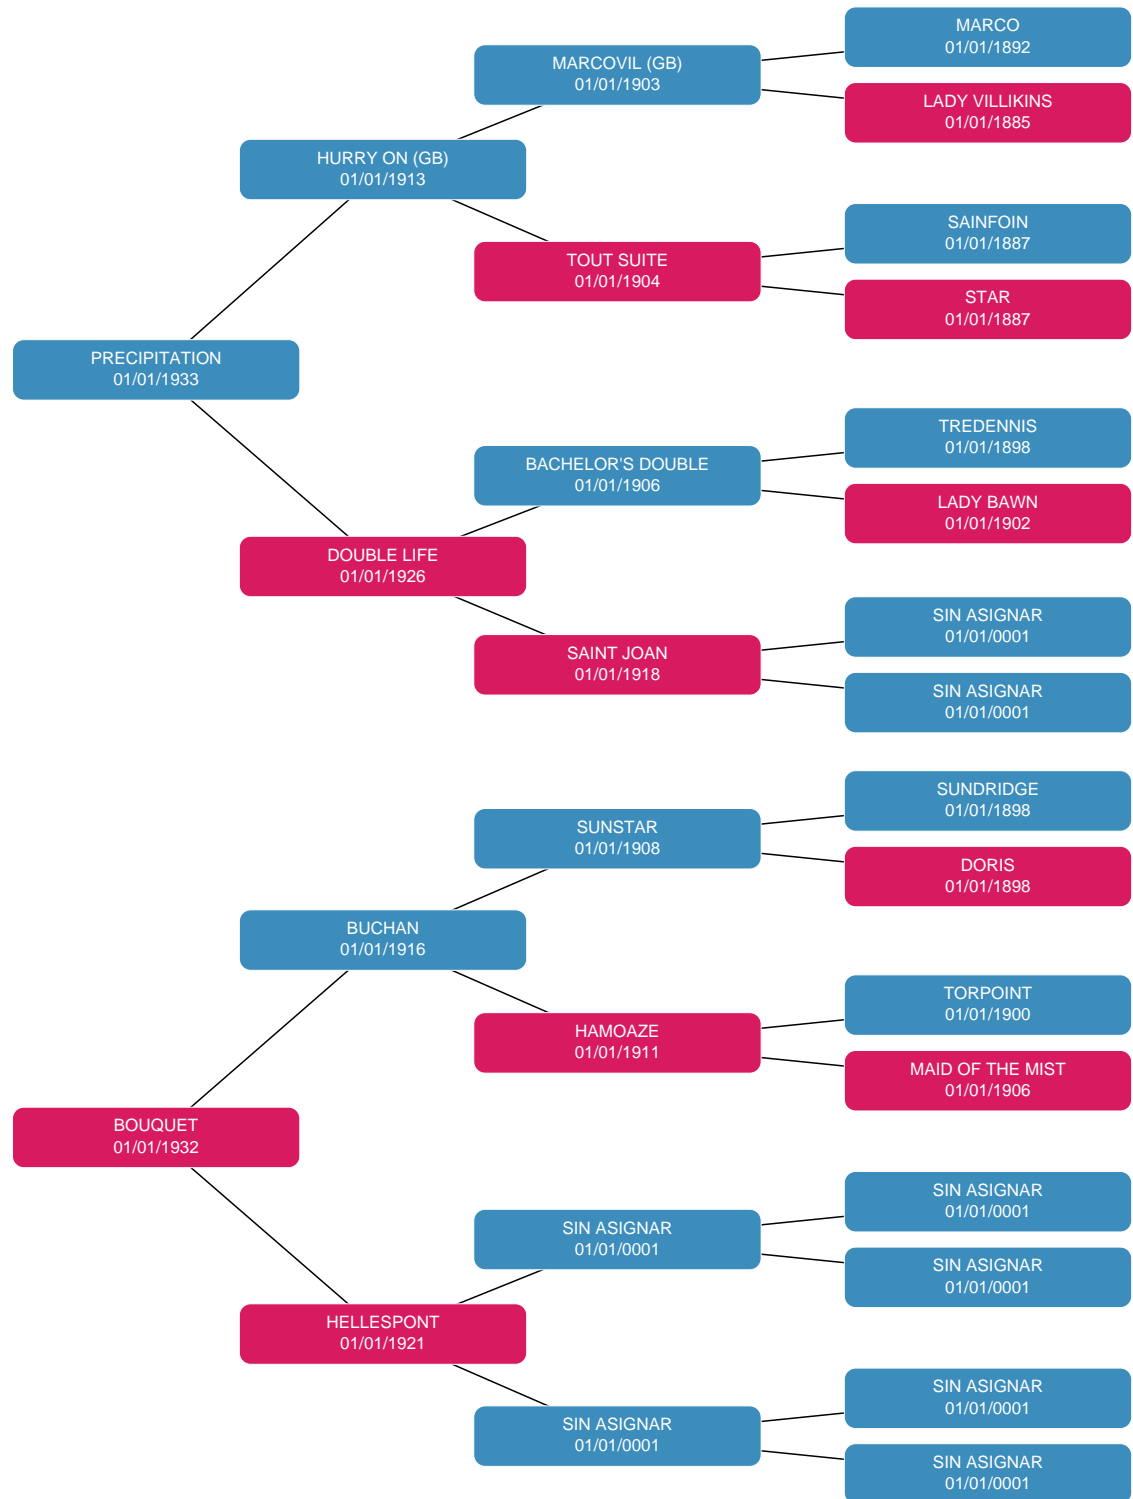 MARCO
01/01/1892
MARCOVIL (GB)
01/01/1903
LADY VILLIKINS
01/01/1885
HURRY ON (GB)
01/01/1913
SAINFOIN
01/01/1887
TOUT SUITE
01/01/1904
STAR
01/01/1887
PRECIPITATION
01/01/1933
TREDENNIS
01/01/1898
BACHELOR'S DOUBLE
01/01/1906
LADY BAWN
01/01/1902
DOUBLE LIFE
01/01/1926
SIN ASIGNAR
01/01/0001
SAINT JOAN
01/01/1918
SIN ASIGNAR
01/01/0001
SUNDRIDGE
01/01/1898
SUNSTAR
01/01/1908
DORIS
01/01/1898
BUCHAN
01/01/1916
TORPOINT
01/01/1900
HAMOAZE
01/01/1911
MAID OF THE MIST
01/01/1906
BOUQUET
01/01/1932
SIN ASIGNAR
01/01/0001
SIN ASIGNAR
01/01/0001
SIN ASIGNAR
01/01/0001
HELLESPONT
01/01/1921
SIN ASIGNAR
01/01/0001
SIN ASIGNAR
01/01/0001
SIN ASIGNAR
01/01/0001